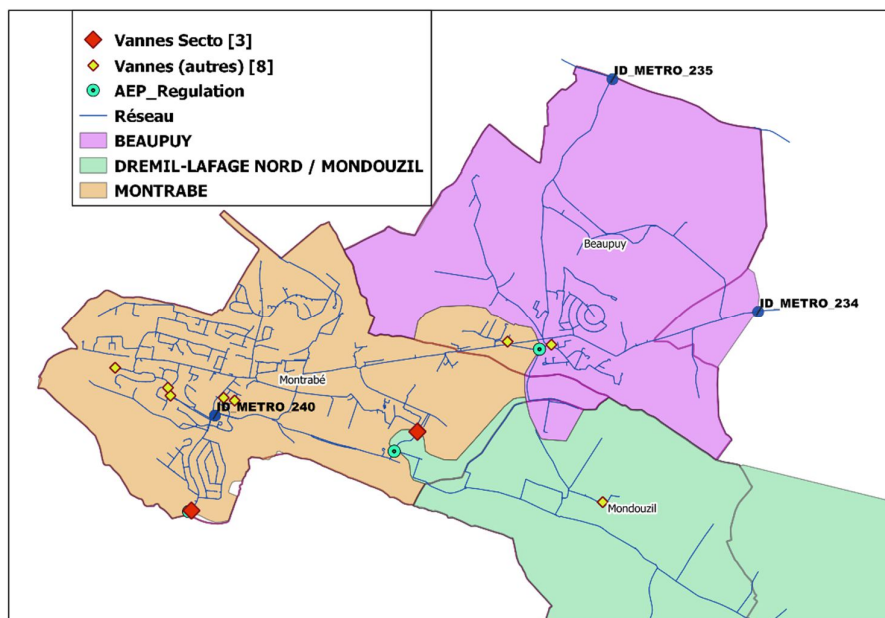 Vannes Secto [3]
Vannes (autres) [8]
AEP_Regulation
Réseau
BEAUPUY
DREMIL-LAFAGE NORD / MONDOUZIL
MONTRABE
ID_METRO_235
Beaupuy
ID_METRO_234
Montrabé
ID_METRO_240
Mondouzil